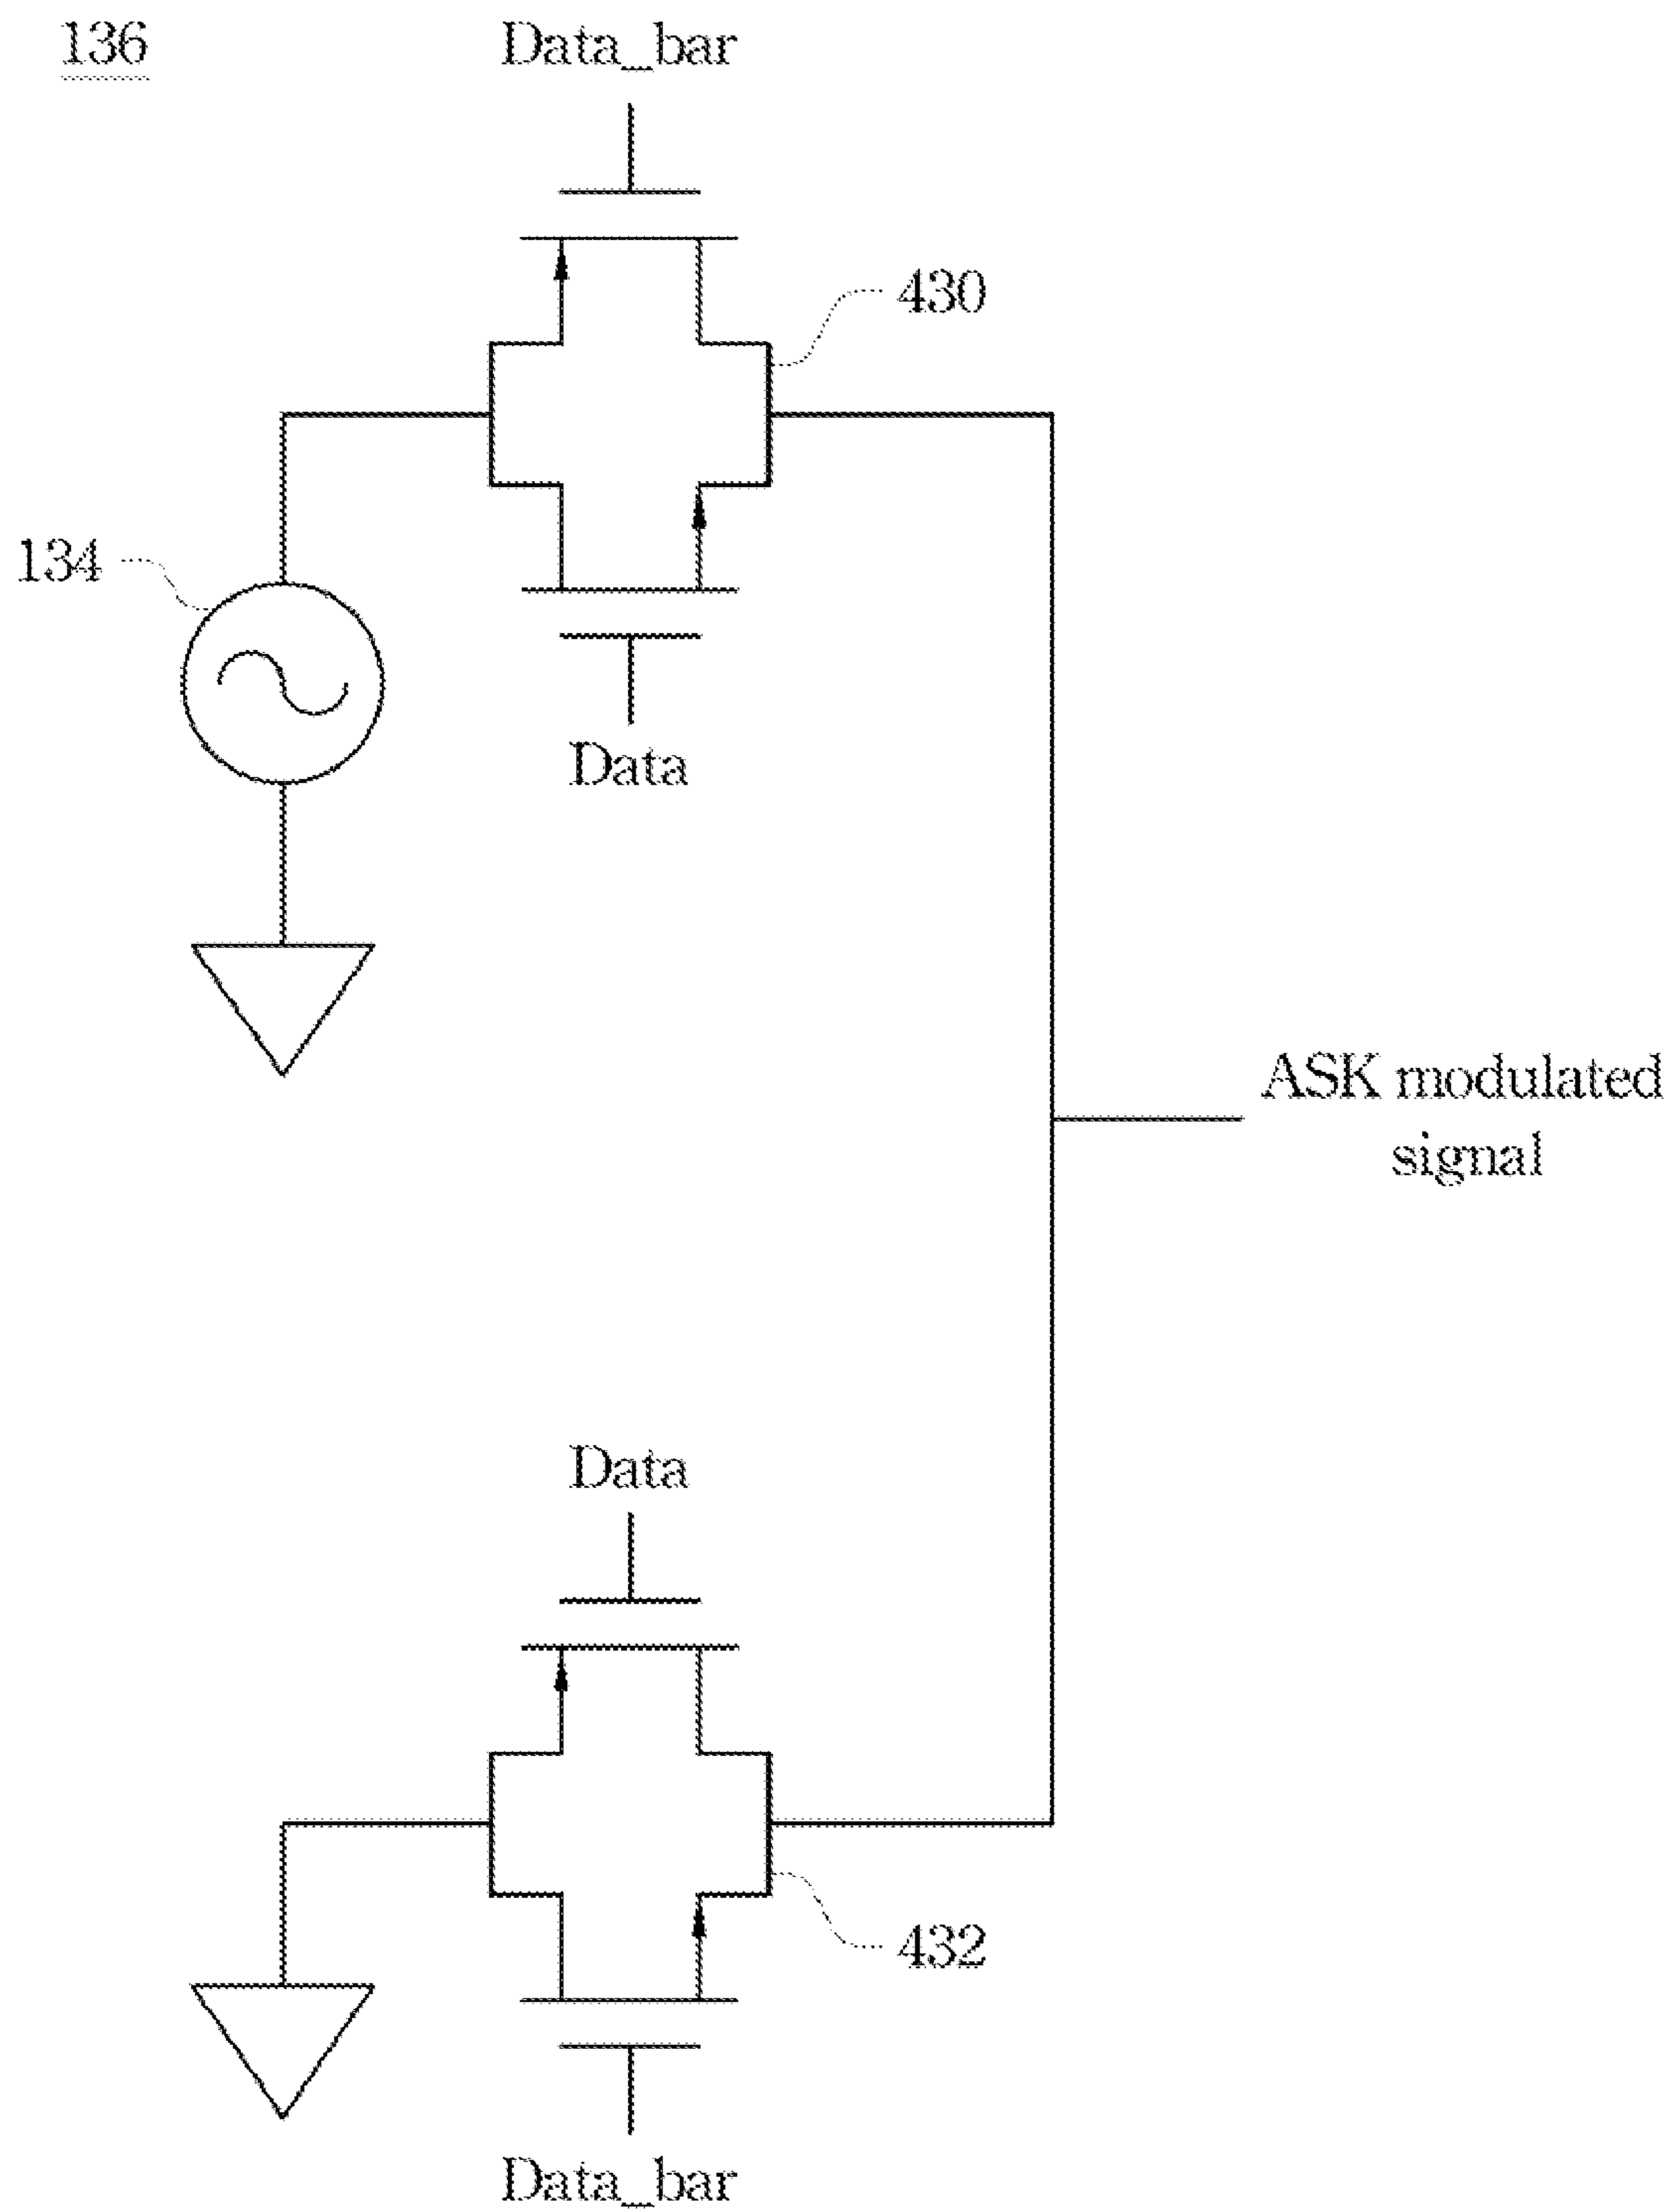 136
Data_bar
430
134
Data
ASK modulated
signal
Data
432
Data_bar